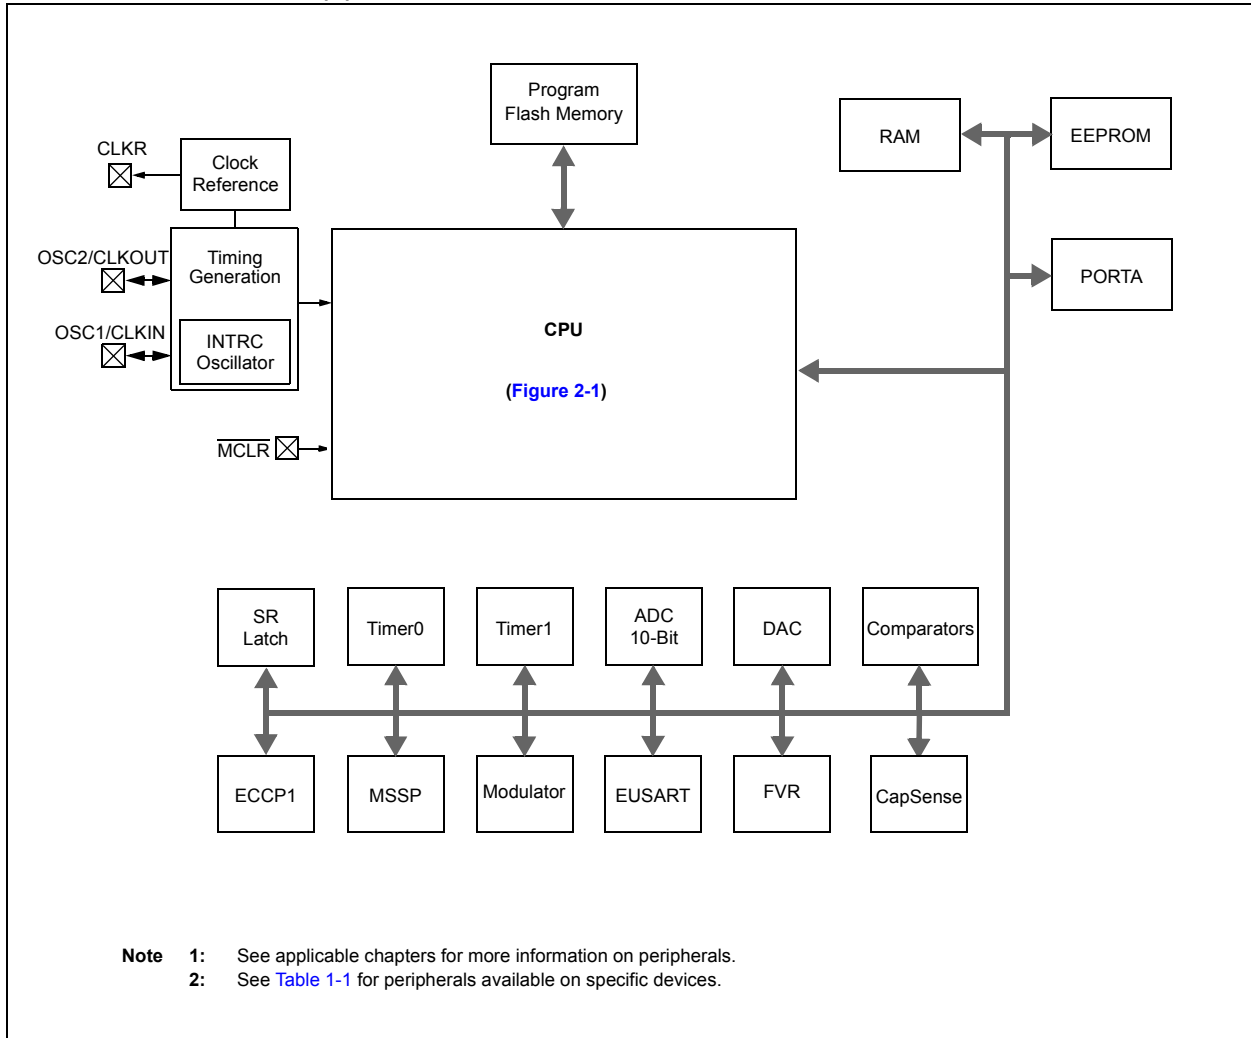 Program
Flash Memory
RAM
EEPROM
CLKR
Clock
Reference
OSC2/CLKOUT
Timing
Generation
PORTA
OSC1/CLKIN
INTRC
Oscillator
CPU
(Figure 2-1)
MCLR
SR
Latch
Timer0
Timer1
ADC
10-Bit
DAC
Comparators
ECCP1
MSSP
Modulator
EUSART
FVR
CapSense
Note 1: See applicable chapters for more information on peripherals.
2: See Table 1-1 for peripherals available on specific devices.